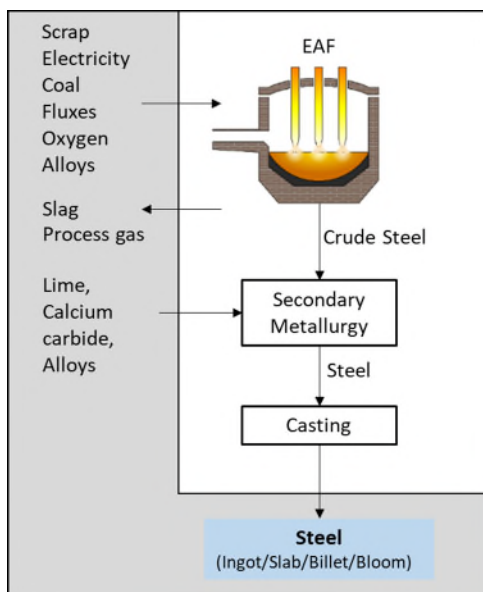 Scrap
Electricity
Coal
Fluxes
Oxygen
Alloys
EAF
Slag
Process gas
Crude Steel
Lime,
Calcium
carbide,
Alloys
Secondary
Metallurgy
Steel
Casting
Steel
(Ingot/Slab/Billet/Bloom)